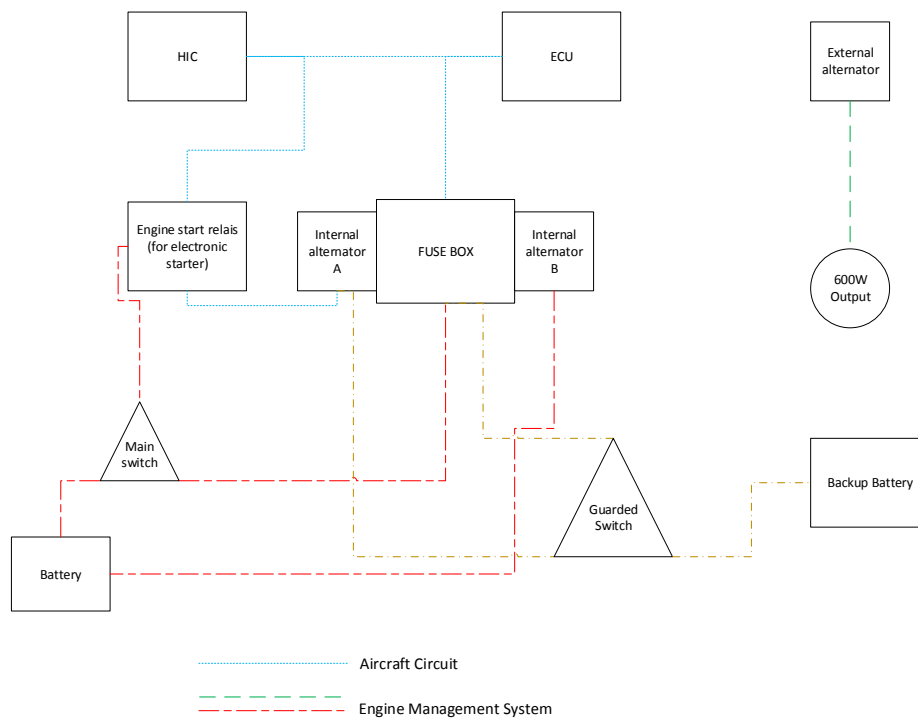 HIC
ECU
External
alternator
Engine start relais
(for electronic
starter)
Internal
alternator
A
FUSE BOX
Internal
alternator
B
600W
Output
Main
switch
Guarded
Switch
Backup Battery
Battery
Aircraft Circuit
Engine Management System